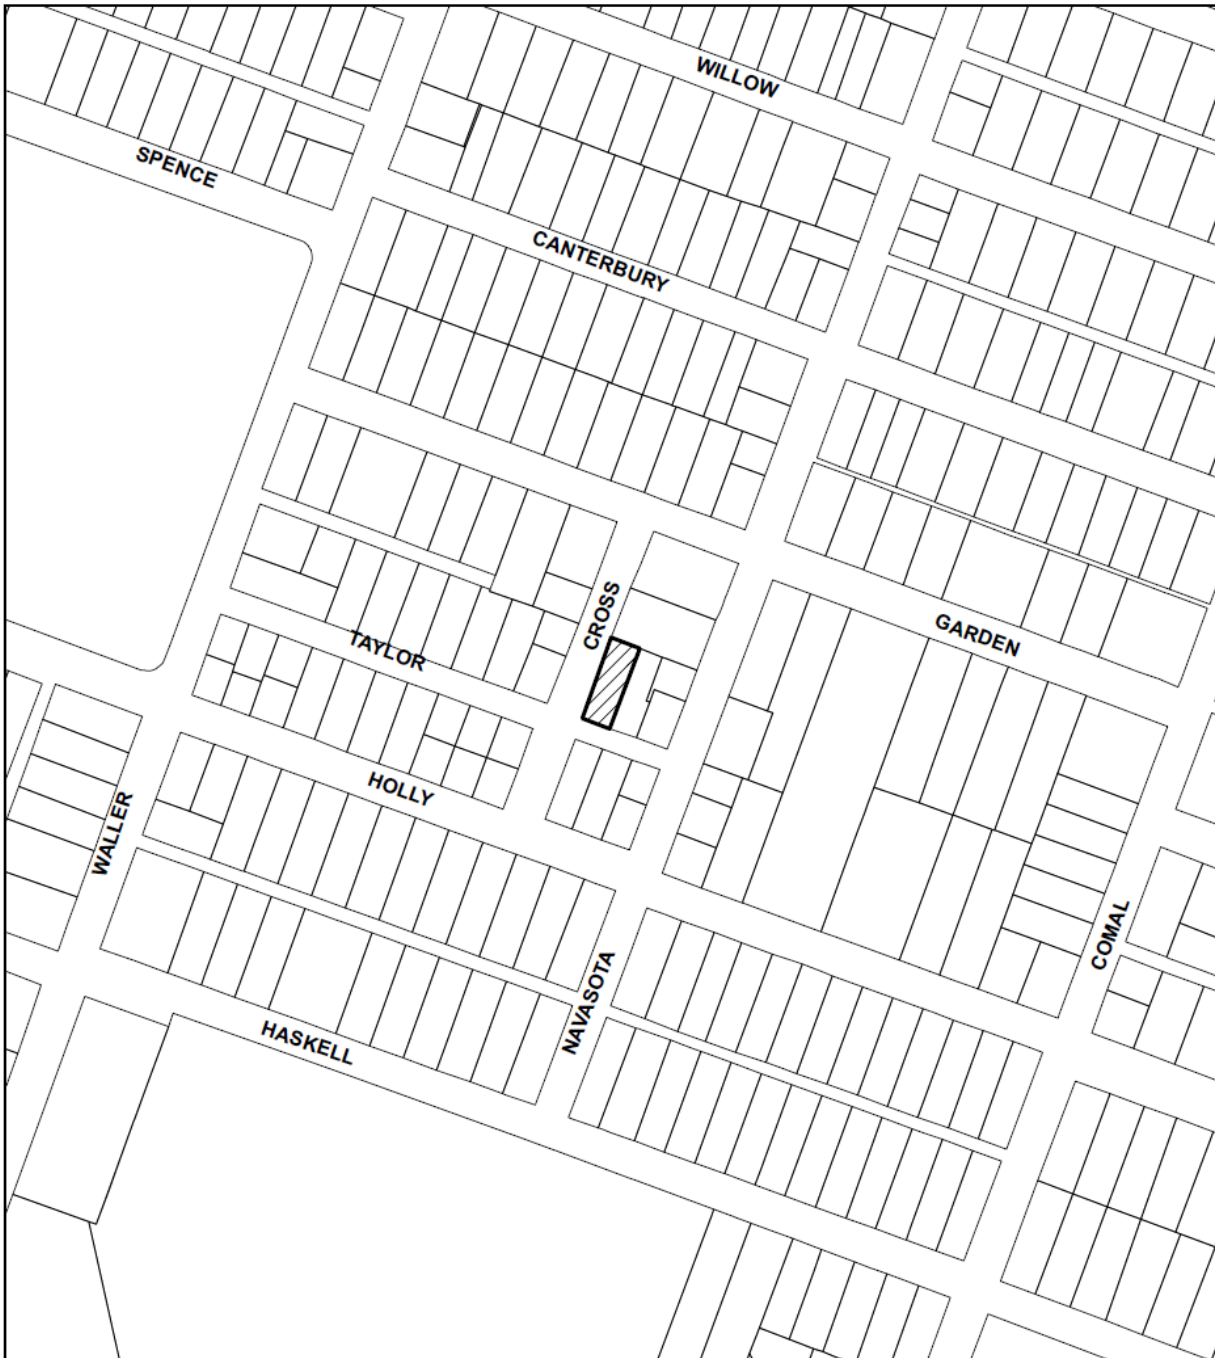 WILLOW
SPENCE
CANTERBURY
CROSS
GARDEN
TAYLOR
HOLLY
WALLER
COMAL
NAVASOTA
HASKELL